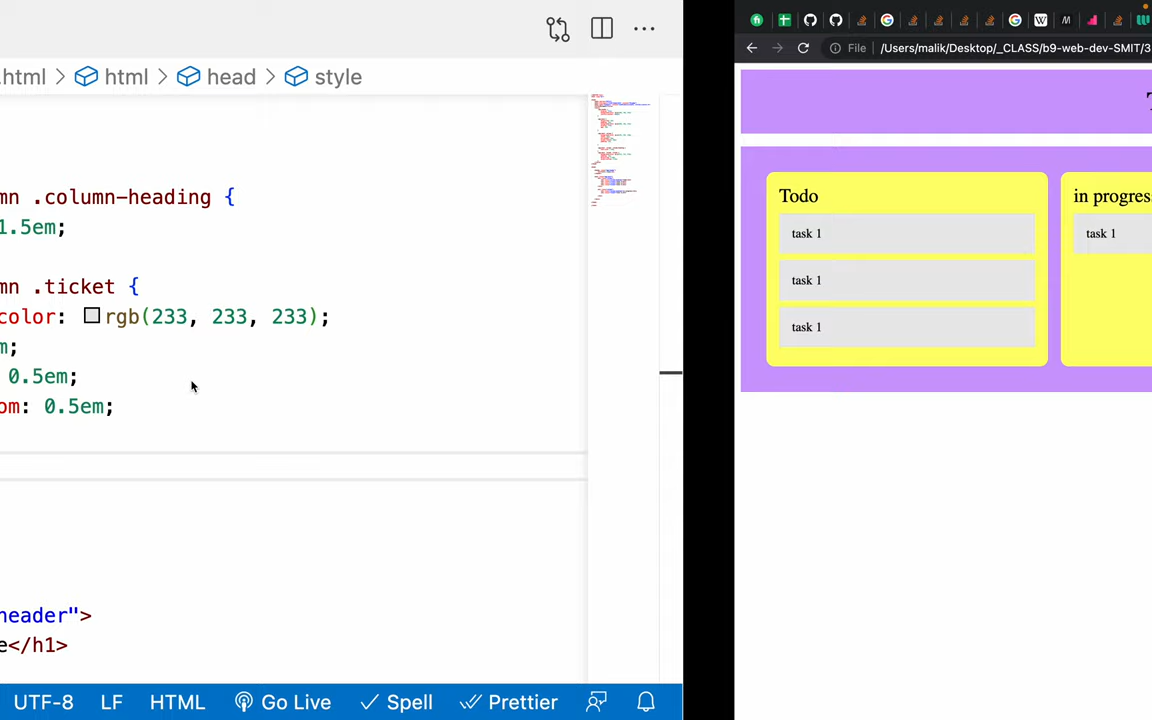 .html > html > head > style
mn .column-heading {
1.5em;
mn .ticket {
color: rgb(233, 233, 233);
m;
0.5em;
om: 0.5em;
header">
e</h1>
UTF-8 LF HTML Go Live Spell Prettier
File /Users/malik/Desktop/_CLASS/b9-web-dev-SMIT/3
T
Todo
task 1
task 1
task 1
in progres
task 1